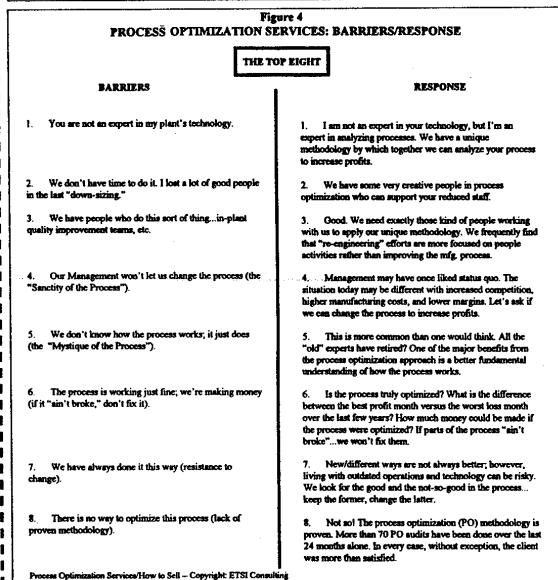 Figure 4
PROCESS OPTIMIZATION SERVICES: BARRIERS/RESPONSE
THE TOP EIGHT
BARRIERS
1. You are not an expert in my plant's technology.
2. We don't have time to do it. I lost a lot of good people
in the last "down-sizing."
3. We have people who do this sort of thing...in-plant
quality improvement teams, etc.
4. Our Management won't let us change the process (the
"Sanctity of the Process").
5. We don't know how the process works; it just does
(the "Mystique of the Process").
6. The process is working just fine; we're making money
(if it "ain't broke," don't fix it).
7. We have always done it this way (resistance to
change).
8. There is no way to optimize this process (lack of
proven methodology).
RESPONSE
1. I am not an expert in your technology, but I'm an
expert in analyzing processes. We have a unique
methodology by which together we can analyze your process
to increase profits.
2. We have some very creative people in process
optimization who can support your reduced staff.
3. Good. We need exactly those kind of people working
with us to apply our unique methodology. We frequently find
that "re-engineering" efforts are more focused on people
activities rather than improving the mfg. process.
4. Management may have once liked status quo. The
situation today may be different with increased competition,
higher manufacturing costs, and lower margins. Let's ask if
we can change the process to increase profits.
5. This is more common than one would think. All the
"old" experts have retired? One of the major benefits from
the process optimization approach is a better fundamental
understanding of how the process works.
6. Is the process truly optimized? What is the difference
between the best profit month versus the worst loss month
over the last few years? How much money could be made if
the process were optimized? If parts of the process "ain't
broke"...we won't fix them.
7. New/different ways are not always better; however,
living with outdated operations and technology can be risky.
We look for the good and the not-so-good in the process...
keep the former, change the latter.
8. Not so! The process optimization (PO) methodology is
proven. More than 70 PO audits have been done over the last
24 months alone. In every case, without exception, the client
was more than satisfied.
Process Optimization Services/How to Sell -- Copyright: ETSI Consulting